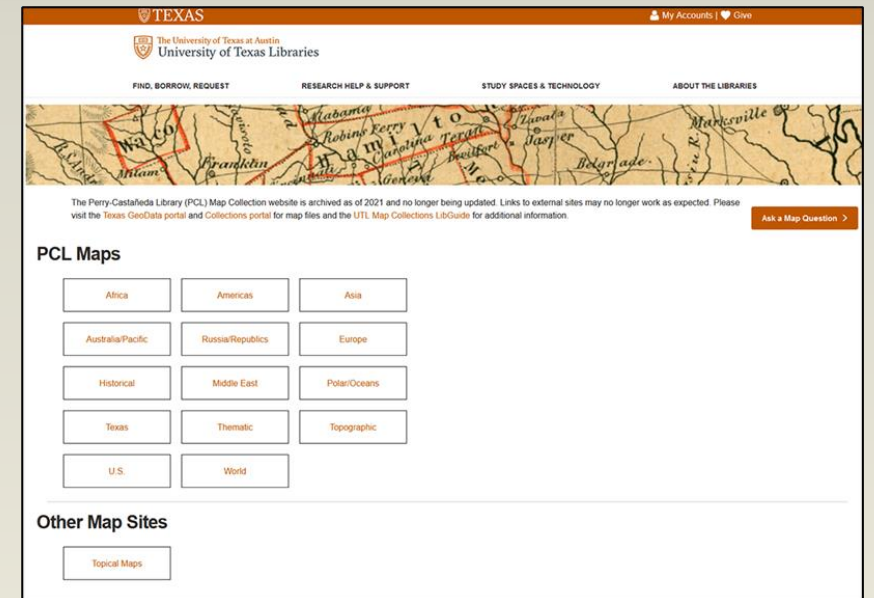 TEXAS
My Accounts | Give
The University of Texas at Austin
University of Texas Libraries
FIND, BORROW, REQUEST
RESEARCH HELP & SUPPORT
STUDY SPACES & TECHNOLOGY
ABOUT THE LIBRARIES
Alabama
Zavala
Marksville
Robins Ferry
Hamilto
Waco
Carolina
Teran
Jasper
Bevilport
Milam
Franklin
Belgrade.
Geneva
The Perry-Castañeda Library (PCL) Map Collection website is archived as of 2021 and no longer being updated. Links to external sites may no longer work as expected. Please
visit the Texas GeoData portal and Collections portal for map files and the UTL Map Collections LibGuide for additional information.
Ask a Map Question >
PCL Maps
Africa
Americas
Asia
Australia/Pacific
Russia/Republics
Europe
Historical
Middle East
Polar/Oceans
Texas
Thematic
Topographic
U.S.
World
Other Map Sites
Topical Maps